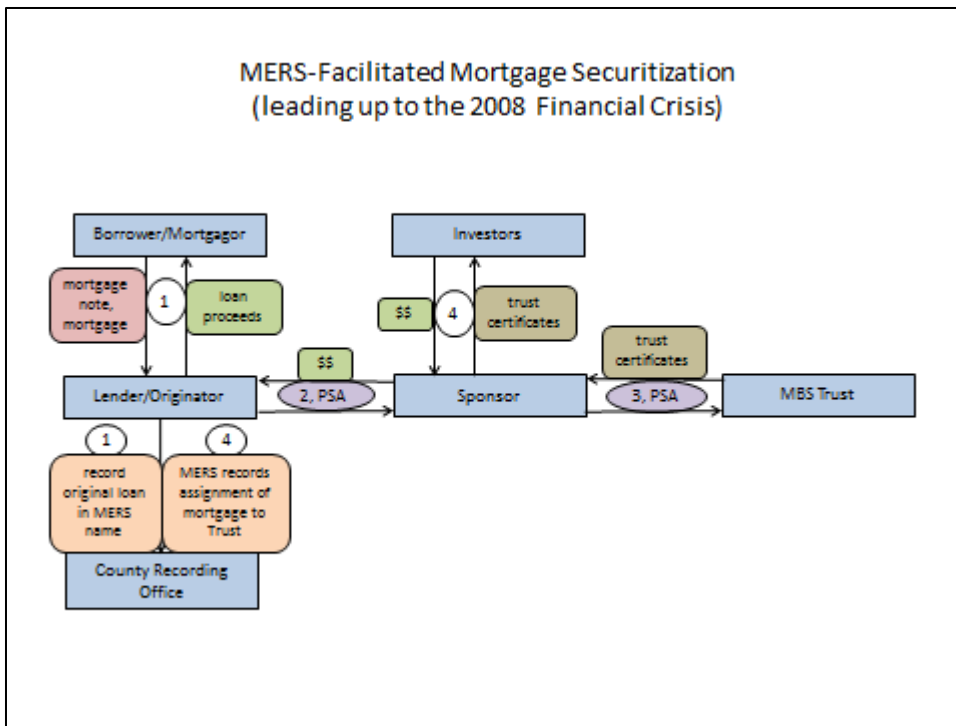 MERS-Facilitated Mortgage Securitization
(leading up to the 2008 Financial Crisis)
Borrower/Mortgagor
Investors
mortgage
note,
mortgage
1
loan
proceeds
$$
4
trust
certificates
trust
certificates
$$
Lender/Originator
2, PSA
Sponsor
3, PSA
MBS Trust
1
4
record
original loan
in MERS
name
MERS records
assignment of
mortgage to
Trust
County Recording
Office